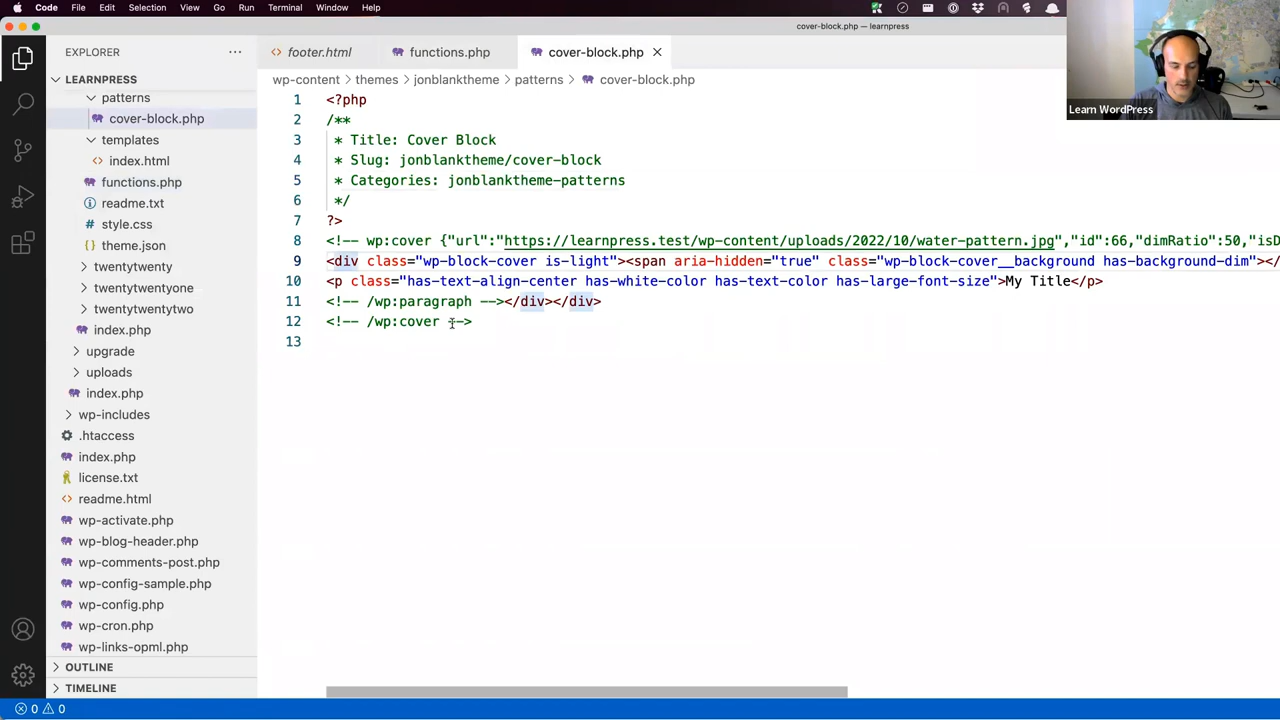 Code File Edit Selection View Go Run Terminal Window Help
cover-block.php — learnpress
EXPLORER
footer.html functions.php cover-block.php
LEARNPRESS
wp-content themes jonblanktheme patterns cover-block.php
patterns
cover-block.php
templates
index.html
functions.php
readme.txt
style.css
theme.json
twentytwenty
twentytwentyone
twentytwentytwo
index.php
upgrade
uploads
index.php
wp-includes
.htaccess
index.php
license.txt
readme.html
wp-activate.php
wp-blog-header.php
wp-comments-post.php
wp-config-sample.php
wp-config.php
wp-cron.php
wp-links-opml.php
OUTLINE
TIMELINE
0 0
1 <?php
2 /**
3 * Title: Cover Block
4 * Slug: jonblanktheme/cover-block
5 * Categories: jonblanktheme-patterns
6 */
7 ?>
8 <!-- wp:cover {"url":"https://learnpress.test/wp-content/uploads/2022/10/water-pattern.jpg","id":66,"dimRatio":50,"isD
9 <div class="wp-block-cover is-light"><span aria-hidden="true" class="wp-block-cover__background has-background-dim"></
10 <p class="has-text-align-center has-white-color has-text-color has-large-font-size">My Title</p>
11 <!-- /wp:paragraph --></div></div>
12 <!-- /wp:cover -->
13
Learn WordPress